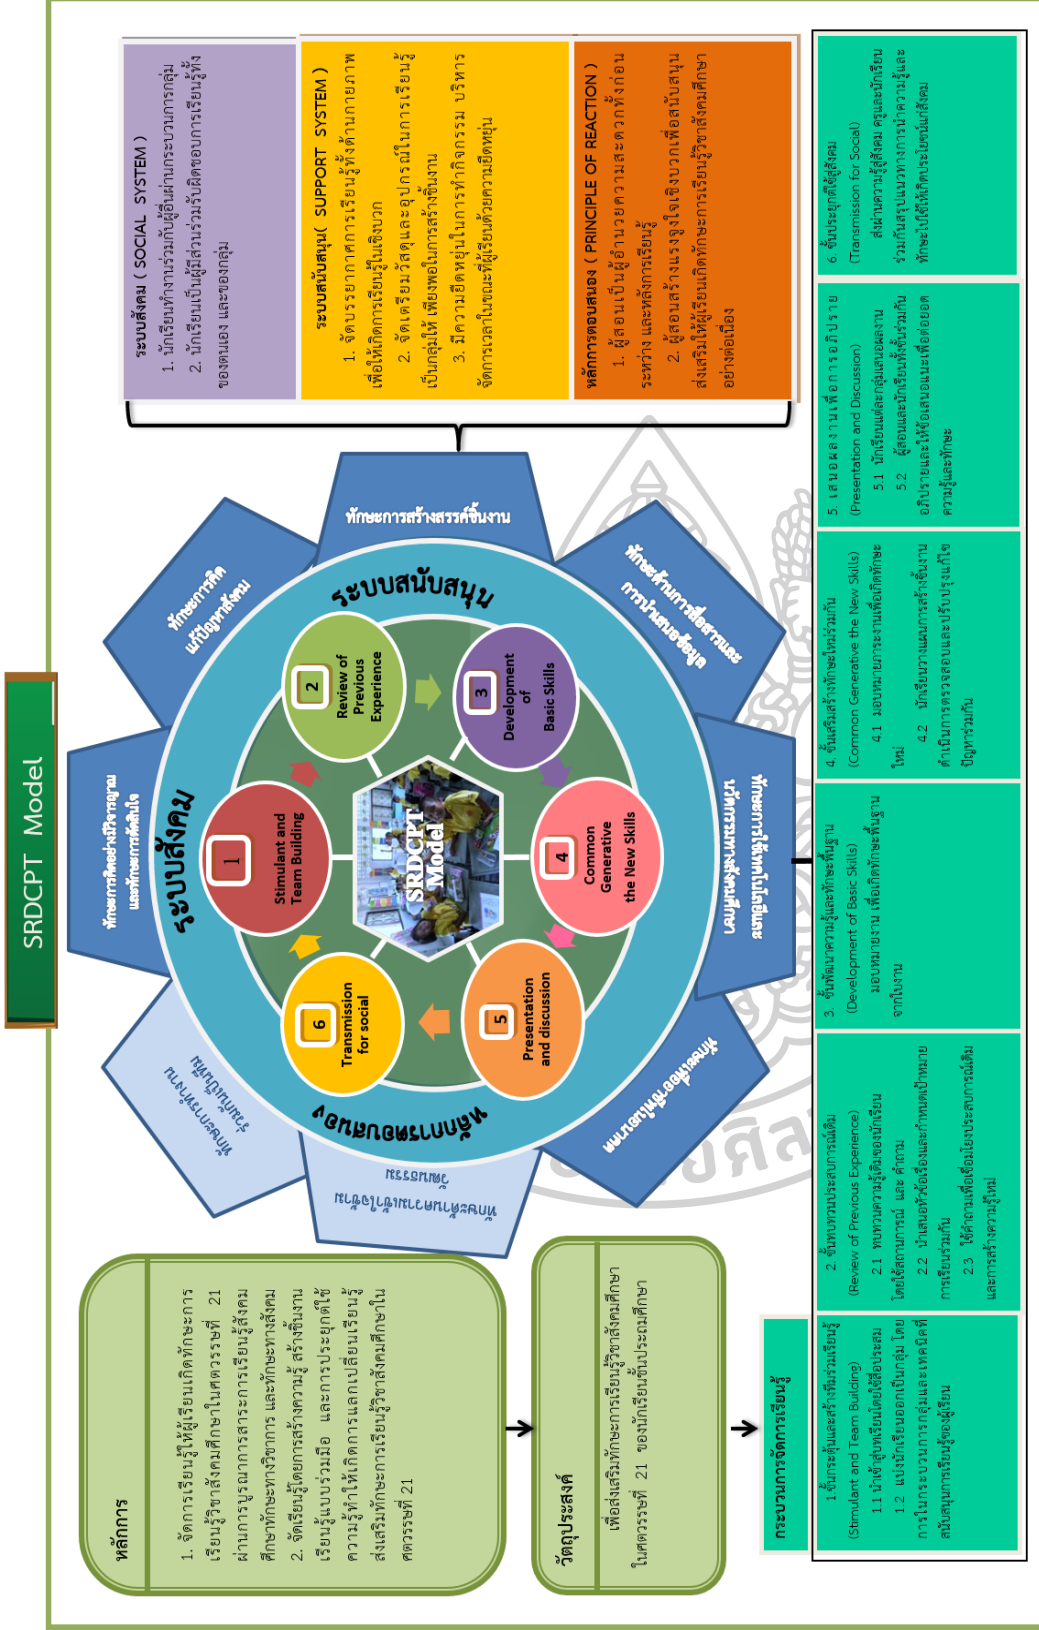 SRDCPT Model
หลักการ
1. จัดการเรียนรู้ให้ผู้เรียนเกิดทักษะการ
เรียนรู้วิชาสังคมศึกษาในศตวรรษที่ 21
ผ่านการบูรณาการสาระการเรียนรู้สังคม
ศึกษาทักษะทางวิชาการ และทักษะทางสังคม
2. จัดเรียนรู้โดยการสร้างความรู้ สร้างชิ้นงาน
เรียนรู้แบบร่วมมือ และการประยุกต์ใช้
ความรู้ทำให้เกิดการแลกเปลี่ยนเรียนรู้
ส่งเสริมทักษะการเรียนรู้วิชาสังคมศึกษาใน
ศตวรรษที่ 21
วัตถุประสงค์
เพื่อส่งเสริมทักษะการเรียนรู้วิชาสังคมศึกษา
ในศตวรรษที่ 21 ของนักเรียนชั้นประถมศึกษา
ทักษะการคิดอย่างมีวิจารณญาณ
และทักษะการตัดสินใจ
ทักษะการคิด
แก้ปัญหาสังคม
ทักษะการสร้างสรรค์ชิ้นงาน
ทักษะด้านการสื่อสารและ
การนำเสนอข้อมูล
ทักษะการใช้เทคโนโลยีและ
นวัตกรรมทางสังคมศึกษา
ทักษะเพื่ออาชีพในอนาคต
ทักษะด้านความเข้าใจข้าม
วัฒนธรรม
ทักษะการทำงาน
ร่วมกันเป็นทีม
ระบบสังคม
ระบบสนับสนุน
หลักการตอบสนอง
1
Stimulant and
Team Building
2
Review of
Previous
Experience
3
Development
of
Basic Skills
4
Common
Generative
the New Skills
5
Presentation
and discussion
6
Transmission
for social
SRDCPT
Model
ระบบสังคม ( SOCIAL SYSTEM )
1. นักเรียนทำงานร่วมกับผู้อื่นผ่านกระบวนการกลุ่ม
2. นักเรียนเป็นผู้มีส่วนร่วมรับผิดชอบการเรียนรู้ทั้ง
ของตนเอง และของกลุ่ม
ระบบสนับสนุน( SUPPORT SYSTEM )
1. จัดบรรยากาศการเรียนรู้ทั้งด้านกายภาพ
เพื่อให้เกิดการเรียนรู้ในเชิงบวก
2. จัดเตรียมวัสดุและอุปกรณ์ในการเรียนรู้
เป็นกลุ่มให้ เพียงพอในการสร้างชิ้นงาน
3. มีความยืดหยุ่นในการทำกิจกรรม บริหาร
จัดการเวลาในขณะที่ผู้เรียนด้วยความยืดหยุ่น
หลักการตอบสนอง ( PRINCIPLE OF REACTION )
1. ผู้สอนเป็นผู้อำนวยความสะดวกทั้งก่อน
ระหว่าง และหลังการเรียนรู้
2. ผู้สอนสร้างแรงจูงใจเชิงบวกเพื่อสนับสนุน
ส่งเสริมให้ผู้เรียนเกิดทักษะการเรียนรู้วิชาสังคมศึกษา
อย่างต่อเนื่อง
กระบวนการจัดการเรียนรู้
1.ขั้นกระตุ้นและสร้างทีมร่วมเรียนรู้
(Stimulant and Team Building)
1.1 นำเข้าสู่บทเรียนโดยใช้สื่อประสม
1.2 แบ่งนักเรียนออกเป็นกลุ่ม โดย
การในกระบวนการกลุ่มและเทคนิคที่
สนับสนุนการเรียนรู้ของผู้เรียน
2. ขั้นทบทวนประสบการณ์เดิม
(Review of Previous Experience)
2.1 ทบทวนความรู้เดิมของนักเรียน
โดยใช้สถานการณ์ และ คำถาม
2.2 นำเสนอหัวข้อเรื่องและกำหนดเป้าหมาย
การเรียนร่วมกัน
2.3 ใช้คำถามเพื่อเชื่อมโยงประสบการณ์เดิม
และการสร้างความรู้ใหม่
3. ขั้นพัฒนาความรู้และทักษะพื้นฐาน
(Development of Basic Skills)
มอบหมายงาน เพื่อเกิดทักษะพื้นฐาน
จากใบงาน
4. ขั้นเสริมสร้างทักษะใหม่ร่วมกัน
(Common Generative the New Skills)
4.1 มอบหมายภาระงานเพื่อเกิดทักษะ
ใหม่
4.2 นักเรียนวางแผนการสร้างชิ้นงาน
ดำเนินการตรวจสอบและปรับปรุงแก้ไข
ปัญหาร่วมกัน
5. เสนอผลงานเพื่อการอภิปราย
(Presentation and Discussion)
5.1 นักเรียนแต่ละกลุ่มเสนอผลงาน
5.2 ผู้สอนและนักเรียนทั้งชั้นร่วมกัน
อภิปรายและให้ข้อเสนอแนะเพื่อต่อยอด
ความรู้และทักษะ
6. ขั้นประยุกต์ใช้สู่สังคม
(Transmission for Social)
ส่งผ่านความรู้สู่สังคม ครูและนักเรียน
ร่วมกันสรุปแนวทางการนำความรู้และ
ทักษะไปใช้ให้เกิดประโยชน์แก่สังคม